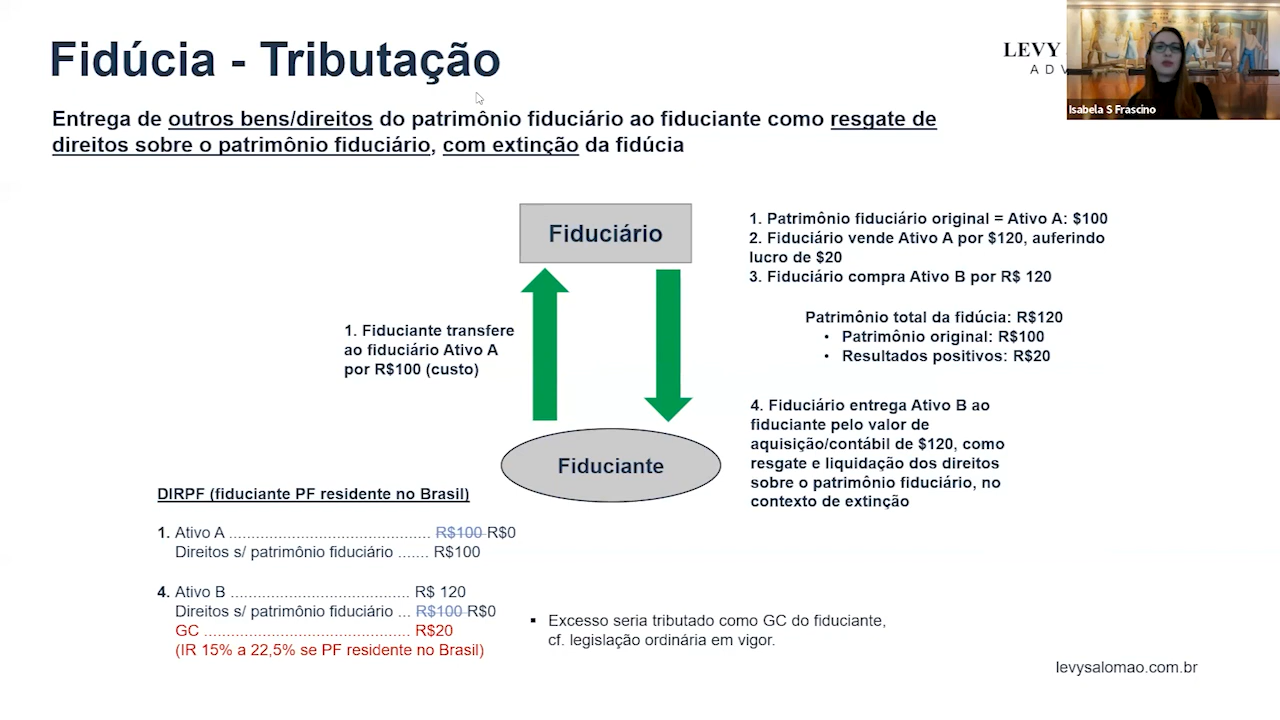 Fidúcia - Tributação
LEVY
ADV
Isabela S Frascino
Entrega de outros bens/direitos do patrimônio fiduciário ao fiduciante como resgate de
direitos sobre o patrimônio fiduciário, com extinção da fidúcia
Fiduciário
1. Patrimônio fiduciário original = Ativo A: $100
2. Fiduciário vende Ativo A por $120, auferindo
lucro de $20
3. Fiduciário compra Ativo B por R$ 120
Patrimônio total da fidúcia: R$120
• Patrimônio original: R$100
• Resultados positivos: R$20
1. Fiduciante transfere
ao fiduciário Ativo A
por R$100 (custo)
4. Fiduciário entrega Ativo B ao
fiduciante pelo valor de
aquisição/contábil de $120, como
resgate e liquidação dos direitos
sobre o patrimônio fiduciário, no
contexto de extinção
Fiduciante
DIRPF (fiduciante PF residente no Brasil)
1. Ativo A ............................................. R$100 R$0
Direitos s/ patrimônio fiduciário ....... R$100
4. Ativo B ........................................ R$ 120
Direitos s/ patrimônio fiduciário ... R$100 R$0
GC .............................................. R$20
(IR 15% a 22,5% se PF residente no Brasil)
▪ Excesso seria tributado como GC do fiduciante,
cf. legislação ordinária em vigor.
levysalomao.com.br